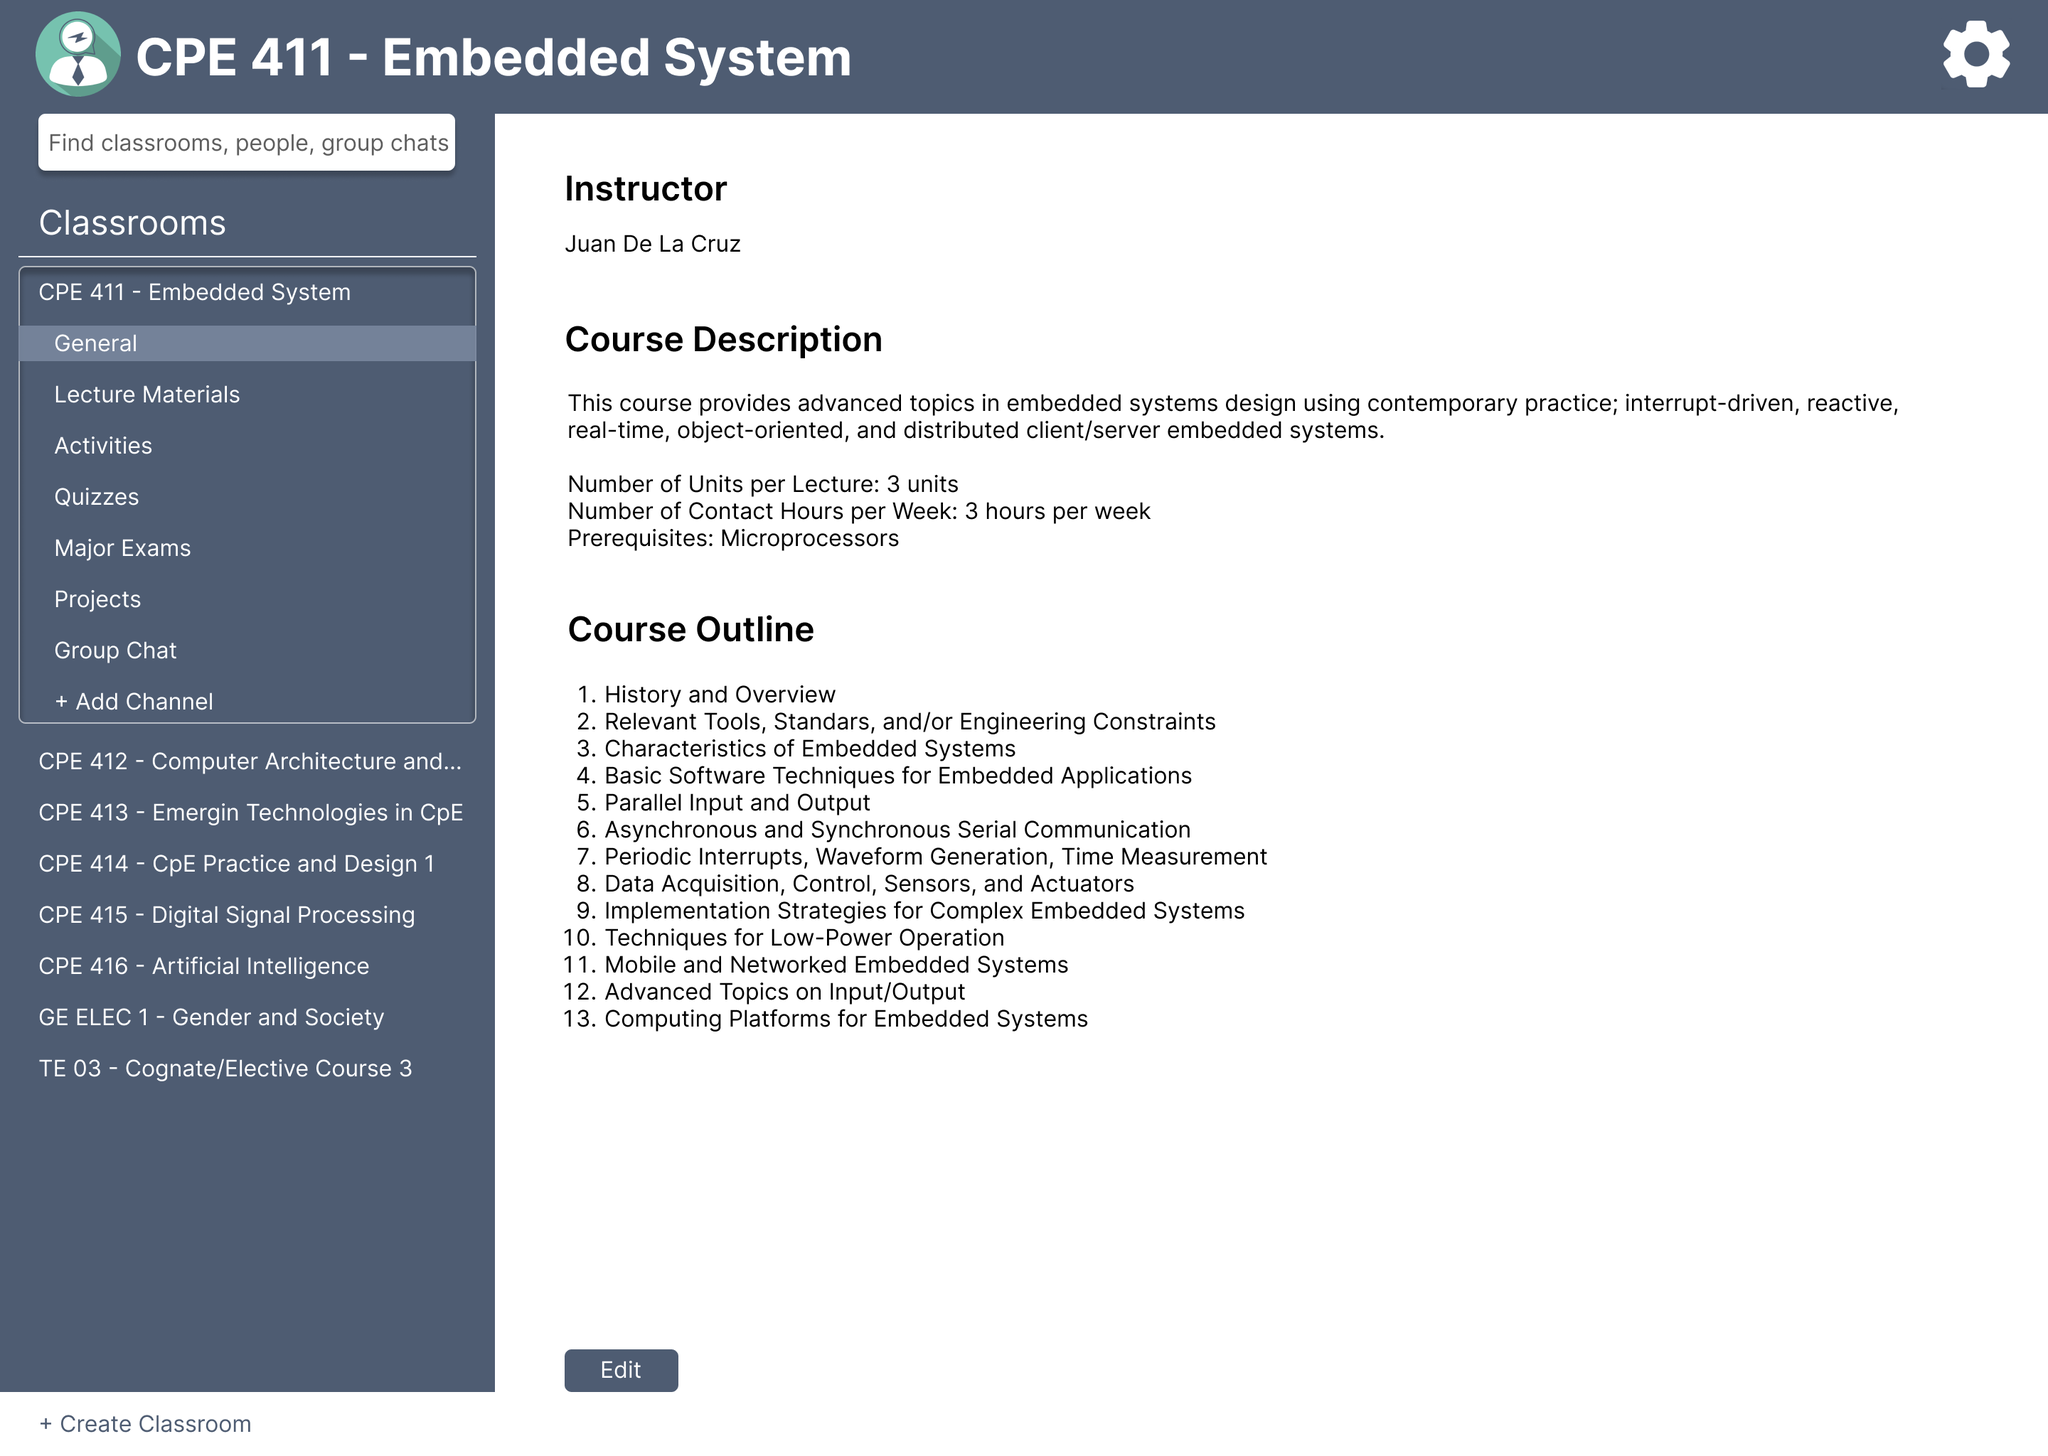 CPE 411 - Embedded System
Find classrooms, people, group chats
Classrooms
CPE 411 - Embedded System
General
Lecture Materials
Activities
Quizzes
Major Exams
Projects
Group Chat
+ Add Channel
CPE 412 - Computer Architecture and...
CPE 413 - Emergin Technologies in CpE
CPE 414 - CpE Practice and Design 1
CPE 415 - Digital Signal Processing
CPE 416 - Artificial Intelligence
GE ELEC 1 - Gender and Society
TE 03 - Cognate/Elective Course 3
+ Create Classroom
Instructor
Juan De La Cruz
Course Description
This course provides advanced topics in embedded systems design using contemporary practice; interrupt-driven, reactive,
real-time, object-oriented, and distributed client/server embedded systems.
Number of Units per Lecture: 3 units
Number of Contact Hours per Week: 3 hours per week
Prerequisites: Microprocessors
Course Outline
1. History and Overview
2. Relevant Tools, Standars, and/or Engineering Constraints
3. Characteristics of Embedded Systems
4. Basic Software Techniques for Embedded Applications
5. Parallel Input and Output
6. Asynchronous and Synchronous Serial Communication
7. Periodic Interrupts, Waveform Generation, Time Measurement
8. Data Acquisition, Control, Sensors, and Actuators
9. Implementation Strategies for Complex Embedded Systems
10. Techniques for Low-Power Operation
11. Mobile and Networked Embedded Systems
12. Advanced Topics on Input/Output
13. Computing Platforms for Embedded Systems
Edit